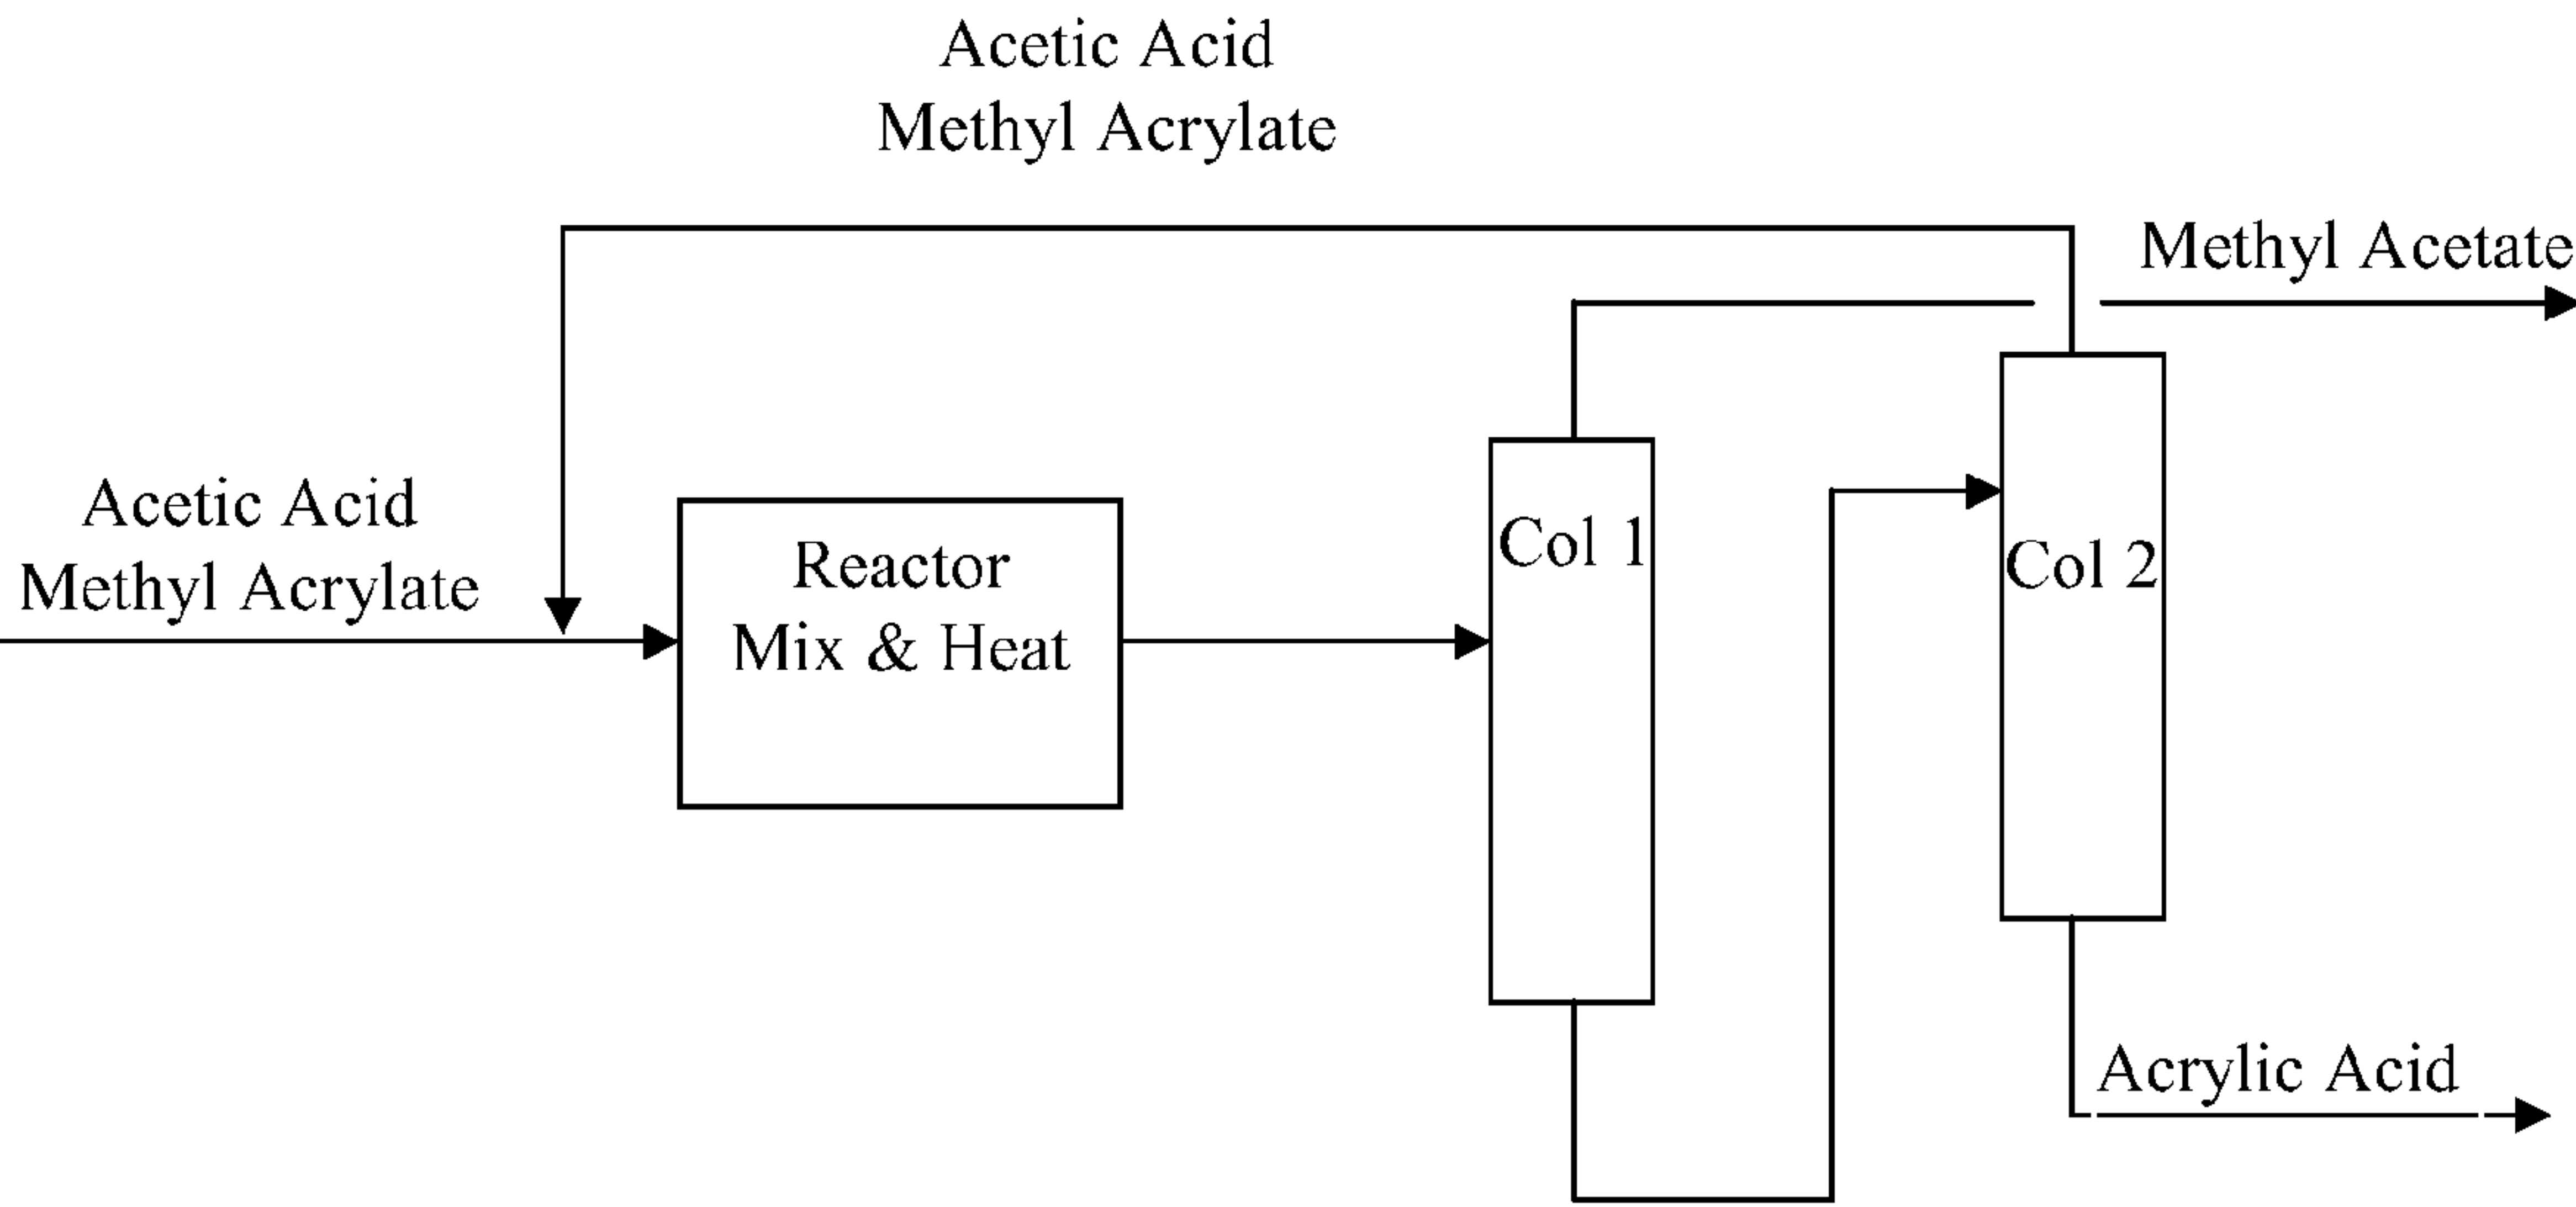 Acetic Acid
Methyl Acrylate
Methyl Acetate
Acetic Acid
Methyl Acrylate
Reactor
Mix & Heat
Col 1
Col 2
Acrylic Acid